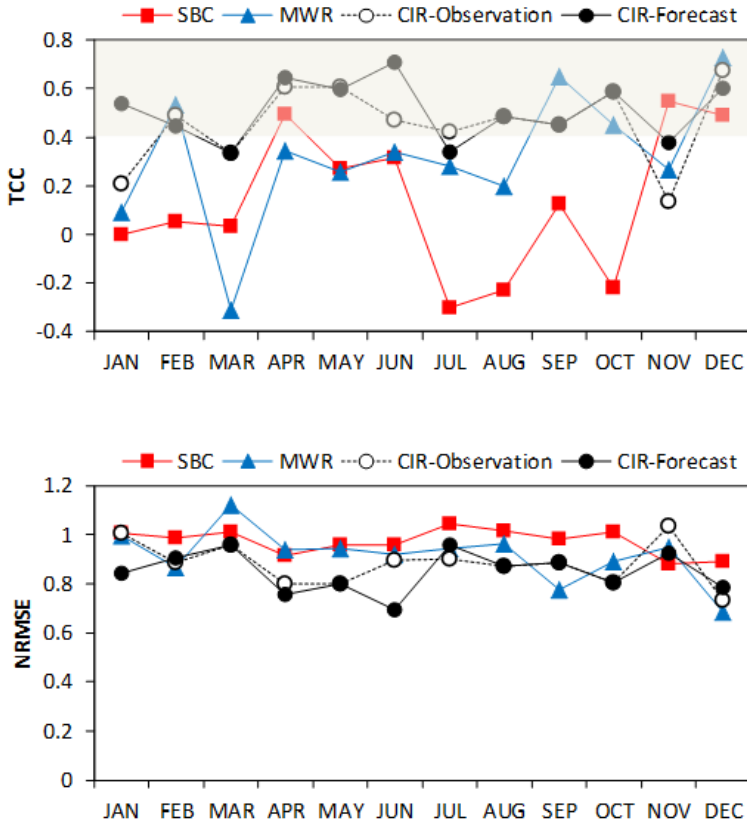 SBC MWR CIR-Observation CIR-Forecast
0.8
0.6
0.4
0.2
0
-0.2
-0.4
TCC
JAN FEB MAR APR MAY JUN JUL AUG SEP OCT NOV DEC
SBC MWR CIR-Observation CIR-Forecast
1.2
1
0.8
0.6
0.4
0.2
0
NRMSE
JAN FEB MAR APR MAY JUN JUL AUG SEP OCT NOV DEC